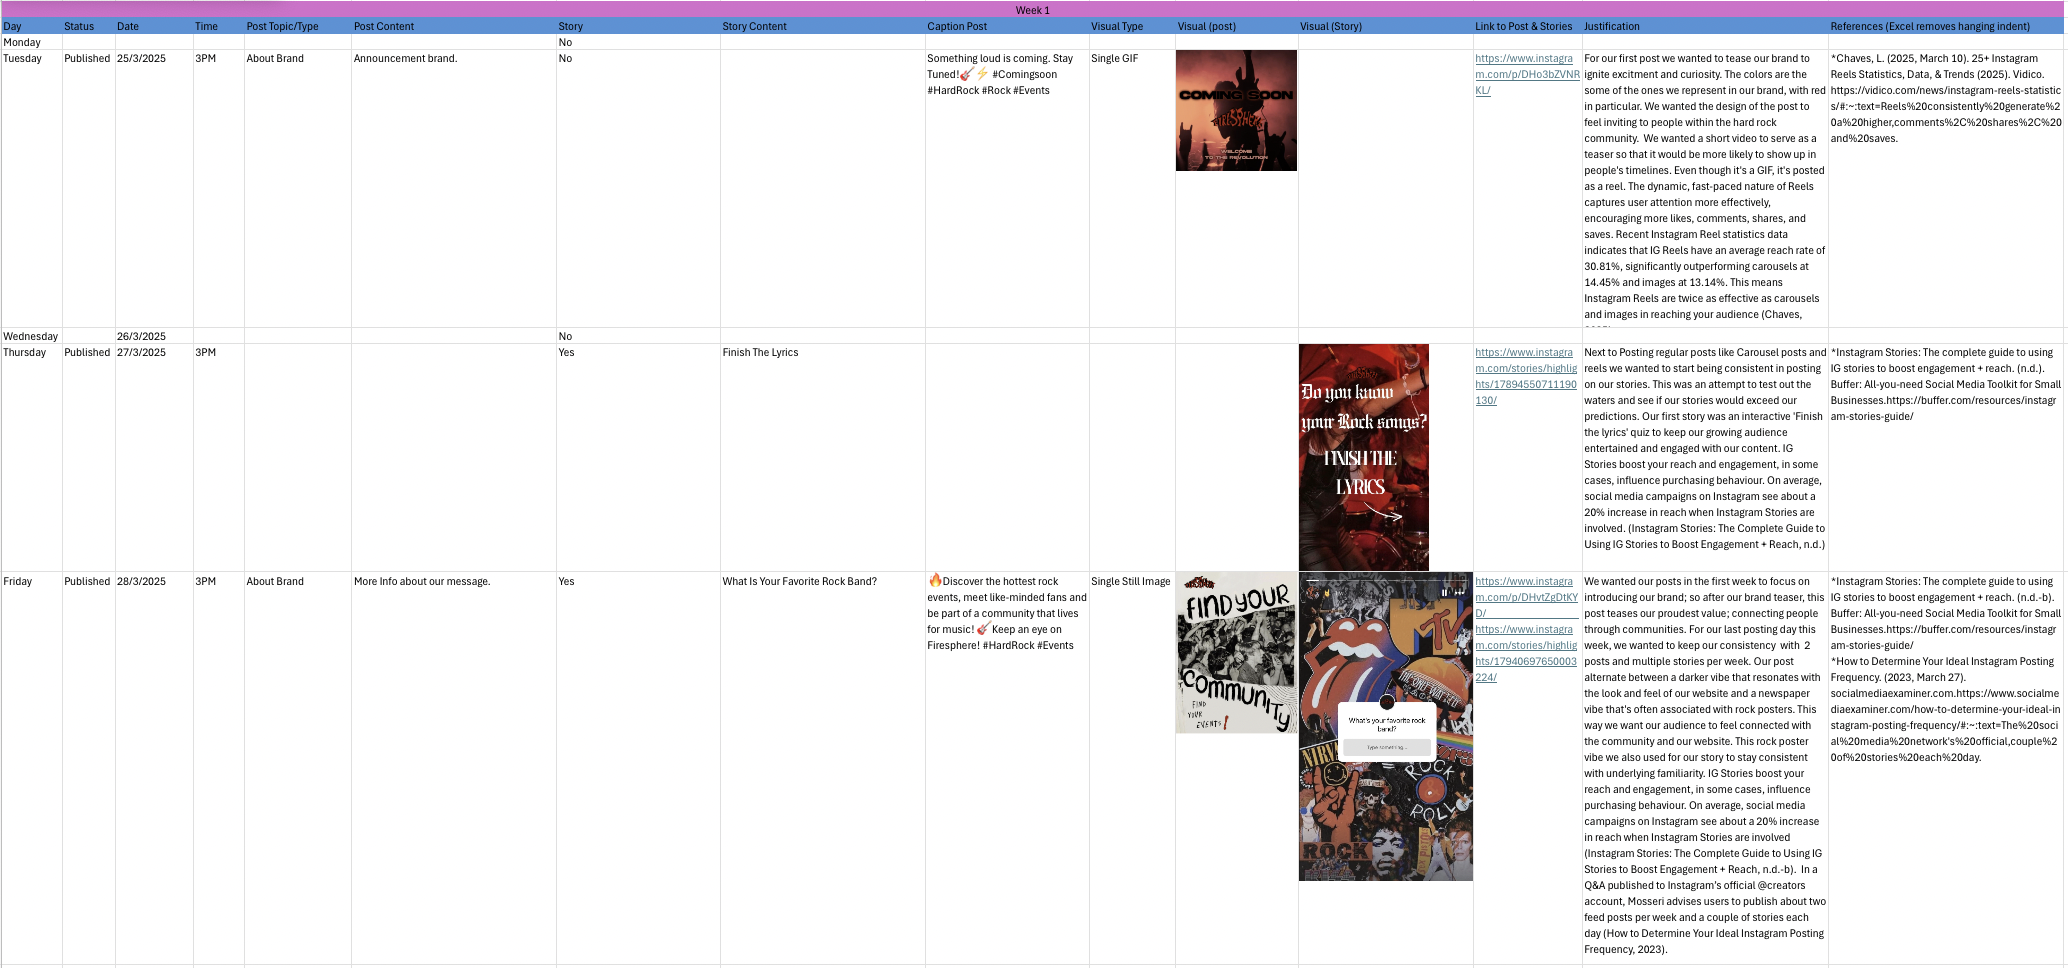 Week 1
Day Status Date Time Post Topic/Type Post Content Story Story Content Caption Post Visual Type Visual (post) Visual (Story) Link to Post & Stories Justification References (Excel removes hanging indent)
Monday No
Tuesday Published 25/3/2025 3PM About Brand Announcement brand. No
Something loud is coming. Stay
Tuned!🎸⚡ #Comingsoon
#HardRock #Rock #Events
Single GIF
COMING SOON
WELCOME
TO THE REVOLUTION
https://www.instagra
m.com/p/DHo3bZVNR
KL/
For our first post we wanted to tease our brand to
ignite excitment and curiosity. The colors are the
some of the ones we represent in our brand, with red
in particular. We wanted the design of the post to
feel inviting to people within the hard rock
community.  We wanted a short video to serve as a
teaser so that it would be more likely to show up in
people's timelines. Even though it's a GIF, it's posted
as a reel. The dynamic, fast-paced nature of Reels
captures user attention more effectively,
encouraging more likes, comments, shares, and
saves. Recent Instagram Reel statistics data
indicates that IG Reels have an average reach rate of
30.81%, significantly outperforming carousels at
14.45% and images at 13.14%. This means
Instagram Reels are twice as effective as carousels
and images in reaching your audience (Chaves,
*Chaves, L. (2025, March 10). 25+ Instagram
Reels Statistics, Data, & Trends (2025). Vidico.
https://vidico.com/news/instagram-reels-statistic
s/#:~:text=Reels%20consistently%20generate%2
0a%20higher,comments%2C%20shares%2C%20
and%20saves.
Wednesday 26/3/2025 No
Thursday Published 27/3/2025 3PM Yes Finish The Lyrics
Do you know
your Rock songs?
FINISH THE
LYRICS
https://www.instagra
m.com/stories/highlig
hts/17894550711190
130/
Next to Posting regular posts like Carousel posts and
reels we wanted to start being consistent in posting
on our stories. This was an attempt to test out the
waters and see if our stories would exceed our
predictions. Our first story was an interactive 'Finish
the lyrics' quiz to keep our growing audience
entertained and engaged with our content. IG
Stories boost your reach and engagement, in some
cases, influence purchasing behaviour. On average,
social media campaigns on Instagram see about a
20% increase in reach when Instagram Stories are
involved. (Instagram Stories: The Complete Guide to
Using IG Stories to Boost Engagement + Reach, n.d.)
*Instagram Stories: The complete guide to using
IG stories to boost engagement + reach. (n.d.).
Buffer: All-you-need Social Media Toolkit for Small
Businesses.https://buffer.com/resources/instagr
am-stories-guide/
Friday Published 28/3/2025 3PM About Brand More Info about our message. Yes What Is Your Favorite Rock Band?
🔥Discover the hottest rock
events, meet like-minded fans and
be part of a community that lives
for music! 🎸Keep an eye on
Firesphere! #HardRock #Events
Single Still Image
FIND YOUR
COMMUNITY
FIND
YOUR
EVENTS!
MTV
What's your favorite rock
band?
Type something...
NIRV
ROCK
ROLL
ROCK
https://www.instagra
m.com/p/DHvtZgDtKY
D/
https://www.instagra
m.com/stories/highlig
hts/17940697650003
224/
We wanted our posts in the first week to focus on
introducing our brand; so after our brand teaser, this
post teases our proudest value; connecting people
through communities. For our last posting day this
week, we wanted to keep our consistency  with  2
posts and multiple stories per week. Our post
alternate between a darker vibe that resonates with
the look and feel of our website and a newspaper
vibe that's often associated with rock posters. This
way we want our audience to feel connected with
the community and our website. This rock poster
vibe we also used for our story to stay consistent
with underlying familiarity. IG Stories boost your
reach and engagement, in some cases, influence
purchasing behaviour. On average, social media
campaigns on Instagram see about a 20% increase
in reach when Instagram Stories are involved
(Instagram Stories: The Complete Guide to Using IG
Stories to Boost Engagement + Reach, n.d.-b).  In a
Q&A published to Instagram's official @creators
account, Mosseri advises users to publish about two
feed posts per week and a couple of stories each
day (How to Determine Your Ideal Instagram Posting
Frequency, 2023).
*Instagram Stories: The complete guide to using
IG stories to boost engagement + reach. (n.d.-b).
Buffer: All-you-need Social Media Toolkit for Small
Businesses.https://buffer.com/resources/instagr
am-stories-guide/
*How to Determine Your Ideal Instagram Posting
Frequency. (2023, March 27).
socialmediaexaminer.com.https://www.socialme
diaexaminer.com/how-to-determine-your-ideal-in
stagram-posting-frequency/#:~:text=The%20soci
al%20media%20network's%20official,couple%2
0of%20stories%20each%20day.